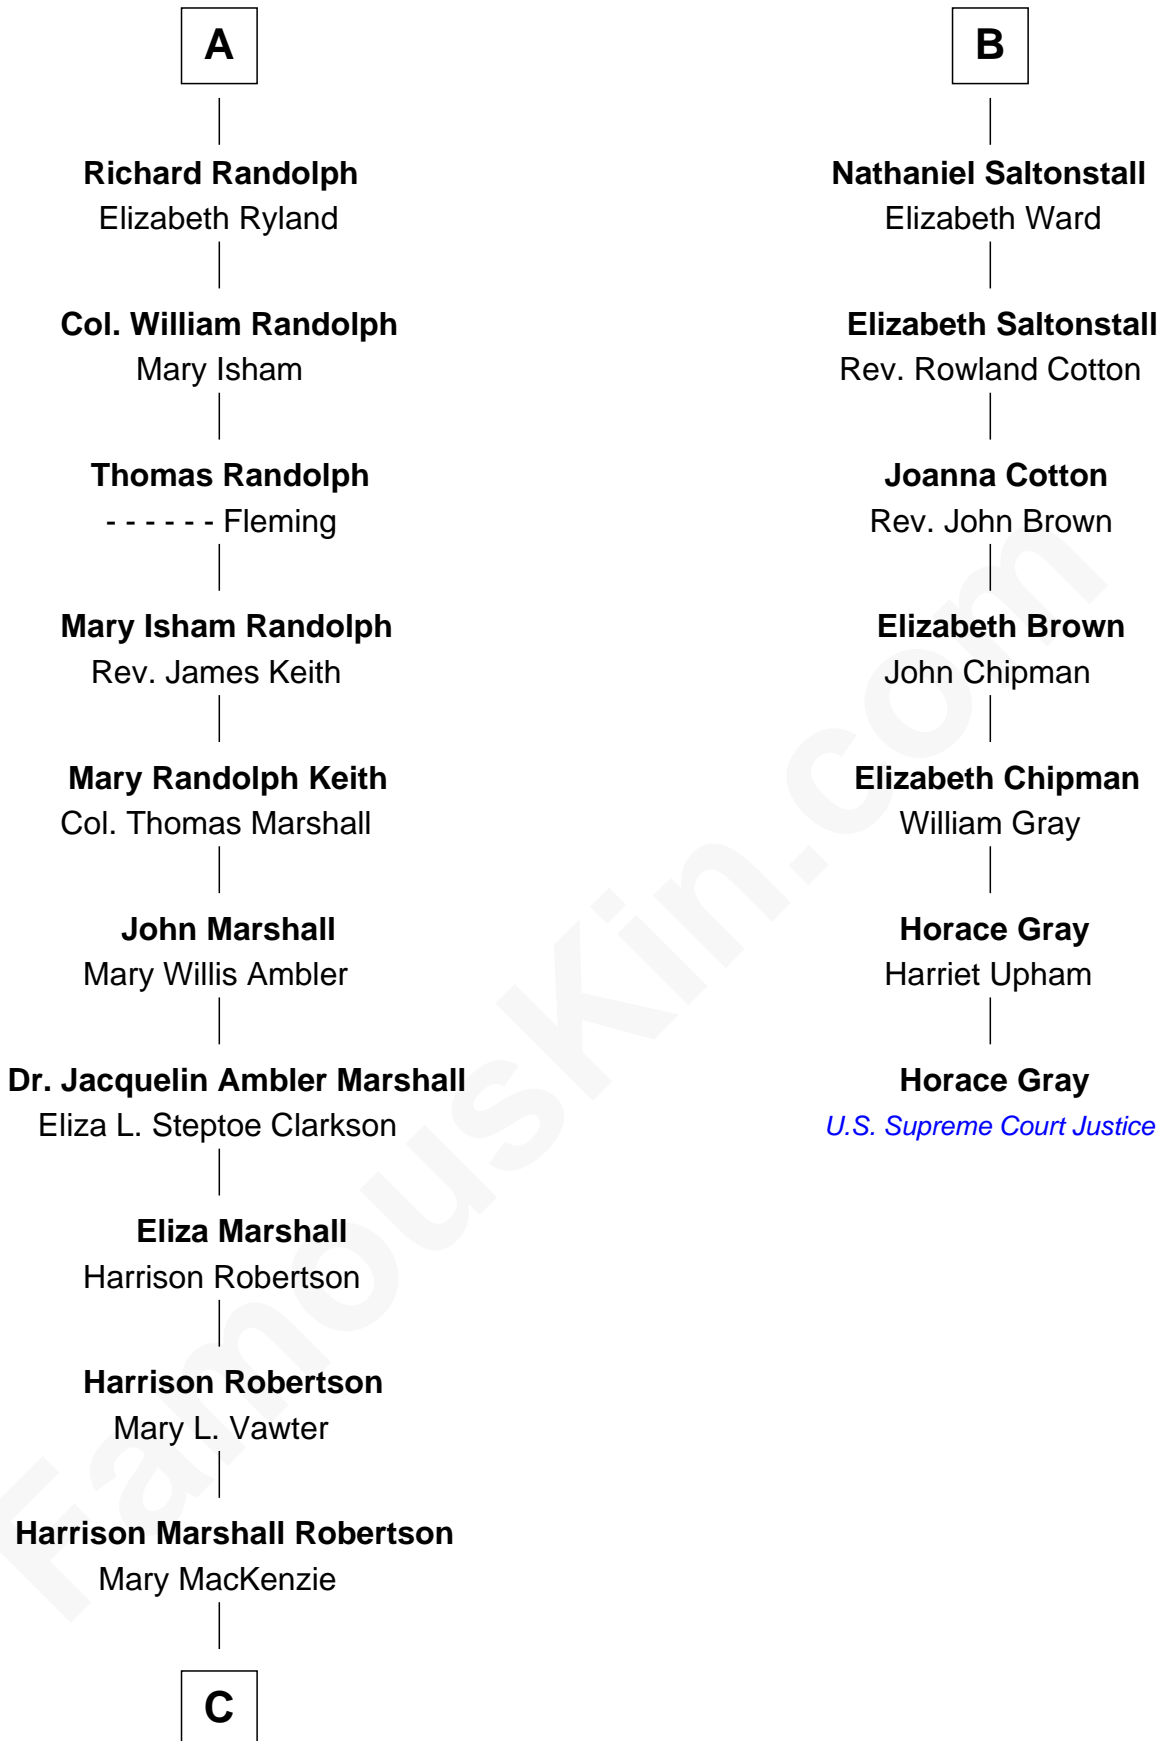 A
Richard Randolph
Elizabeth Ryland
Col. William Randolph
Mary Isham
Thomas Randolph
- - - - - - Fleming
Mary Isham Randolph
Rev. James Keith
Mary Randolph Keith
Col. Thomas Marshall
John Marshall
Mary Willis Ambler
Dr. Jacquelin Ambler Marshall
Eliza L. Steptoe Clarkson
Eliza Marshall
Harrison Robertson
Harrison Robertson
Mary L. Vawter
Harrison Marshall Robertson
Mary MacKenzie
C
B
Nathaniel Saltonstall
Elizabeth Ward
Elizabeth Saltonstall
Rev. Rowland Cotton
Joanna Cotton
Rev. John Brown
Elizabeth Brown
John Chipman
Elizabeth Chipman
William Gray
Horace Gray
Harriet Upham
Horace Gray
U.S. Supreme Court Justice
FamousKin.com